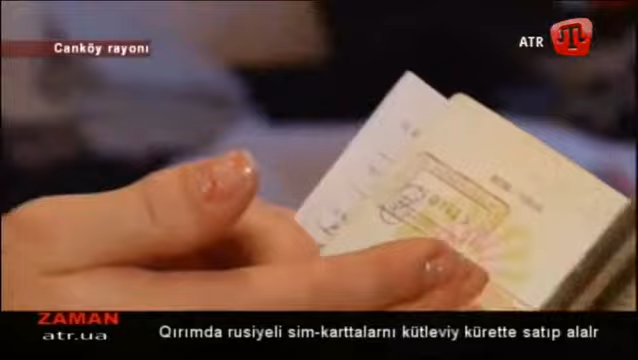 Canköy rayonı
ATR
ZAMAN
atr.ua
Qırımda rusiyeli sim-karttalarnı kütleviy kürette satıp alalr